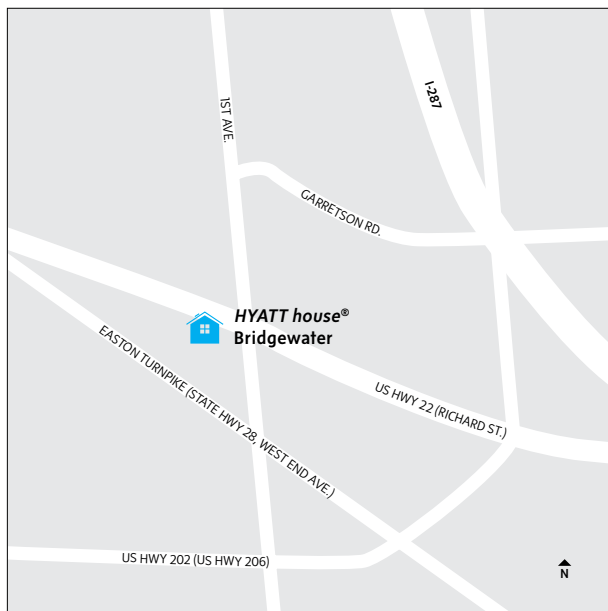 1ST AVE.
I-287
GARRETSON RD.
HYATT house®
Bridgewater
EASTON TURNPIKE (STATE HWY 28, WEST END AVE.)
US HWY 22 (RICHARD ST.)
US HWY 202 (US HWY 206)
N